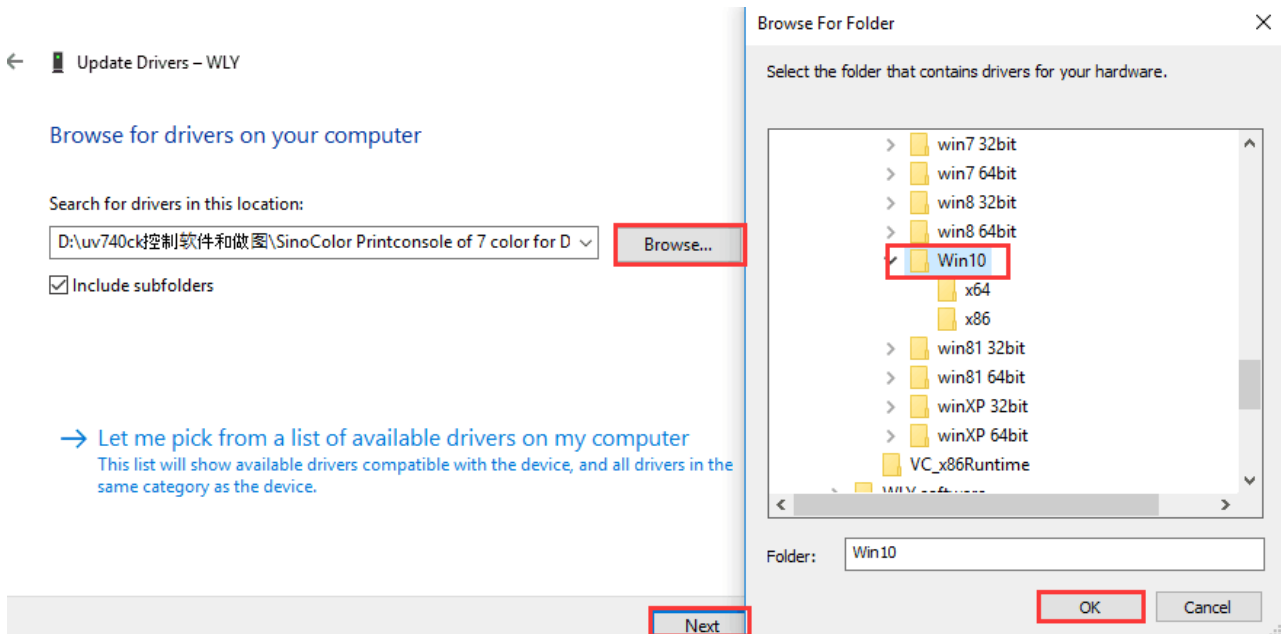 Update Drivers – WLY
Browse for drivers on your computer
Search for drivers in this location:
D:\uv740ck控制软件和做图\SinoColor Printconsole of 7 color for D
Browse...
Include subfolders
Let me pick from a list of available drivers on my computer
This list will show available drivers compatible with the device, and all drivers in the
same category as the device.
Next
Browse For Folder
Select the folder that contains drivers for your hardware.
win7 32bit
win7 64bit
win8 32bit
win8 64bit
Win10
x64
x86
win81 32bit
win81 64bit
winXP 32bit
winXP 64bit
VC_x86Runtime
WLY software
Folder:
Win10
OK
Cancel